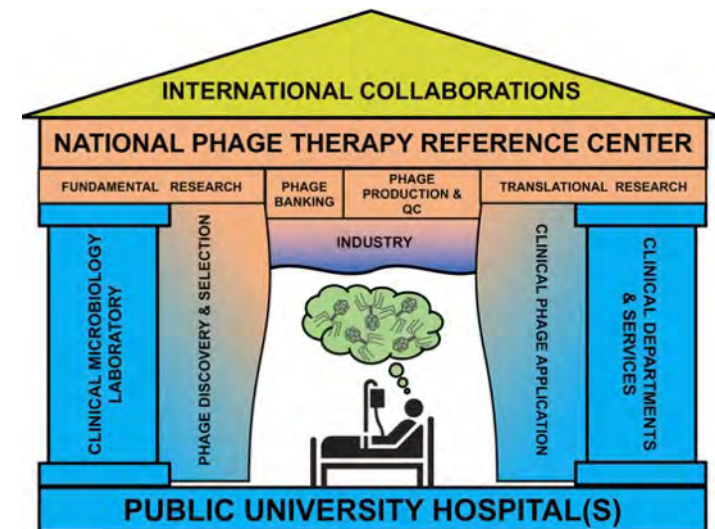 INTERNATIONAL COLLABORATIONS
NATIONAL PHAGE THERAPY REFERENCE CENTER
FUNDAMENTAL RESEARCH
PHAGE
BANKING
PHAGE
PRODUCTION &
QC
TRANSLATIONAL RESEARCH
INDUSTRY
CLINICAL MICROBIOLOGY
LABORATORY
PHAGE DISCOVERY & SELECTION
CLINICAL PHAGE APPLICATION
CLINICAL DEPARTMENTS
& SERVICES
PUBLIC UNIVERSITY HOSPITAL(S)